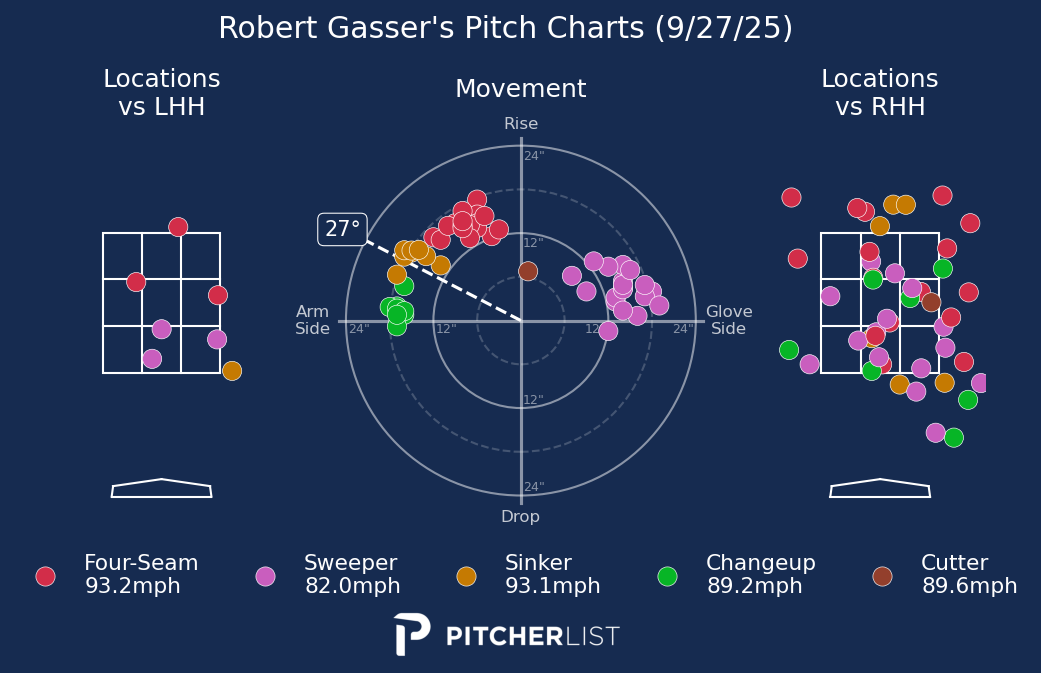 Robert Gasser's Pitch Charts (9/27/25)
Locations
vs LHH
Movement
Locations
vs RHH
Rise
24"
27°
12"
Arm
Side
24"
12"
12"
24"
Glove
Side
12"
24"
Drop
Four-Seam
93.2mph
Sweeper
82.0mph
Sinker
93.1mph
Changeup
89.2mph
Cutter
89.6mph
PITCHERLIST